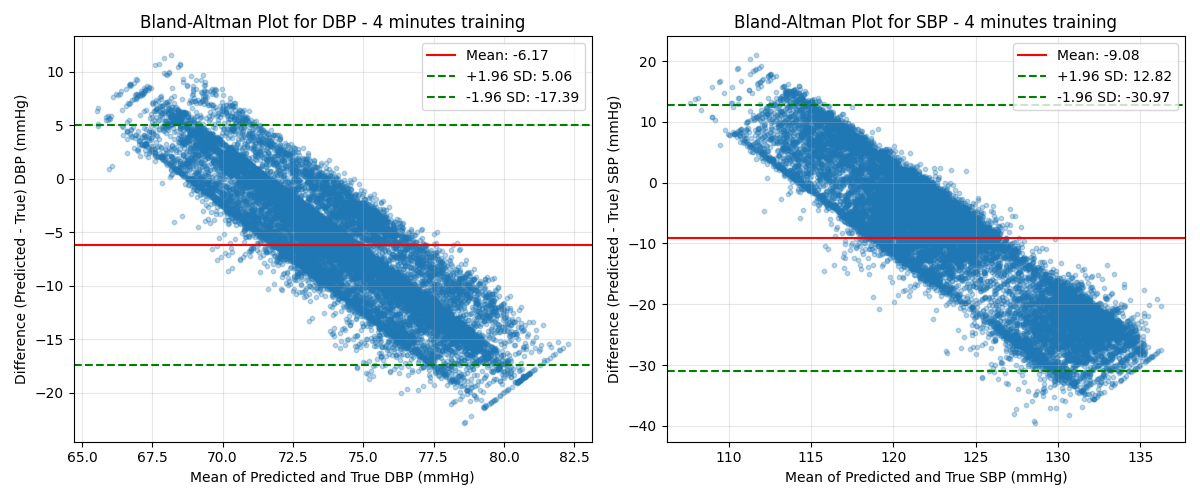 Bland-Altman Plot for DBP - 4 minutes training
Difference (Predicted - True) DBP (mmHg)
10
5
0
−5
−10
−15
−20
Mean: -6.17
+1.96 SD: 5.06
-1.96 SD: -17.39
65.0 67.5 70.0 72.5 75.0 77.5 80.0 82.5
Mean of Predicted and True DBP (mmHg)
Bland-Altman Plot for SBP - 4 minutes training
Difference (Predicted - True) SBP (mmHg)
20
10
0
−10
−20
−30
−40
Mean: -9.08
+1.96 SD: 12.82
-1.96 SD: -30.97
110 115 120 125 130 135
Mean of Predicted and True SBP (mmHg)